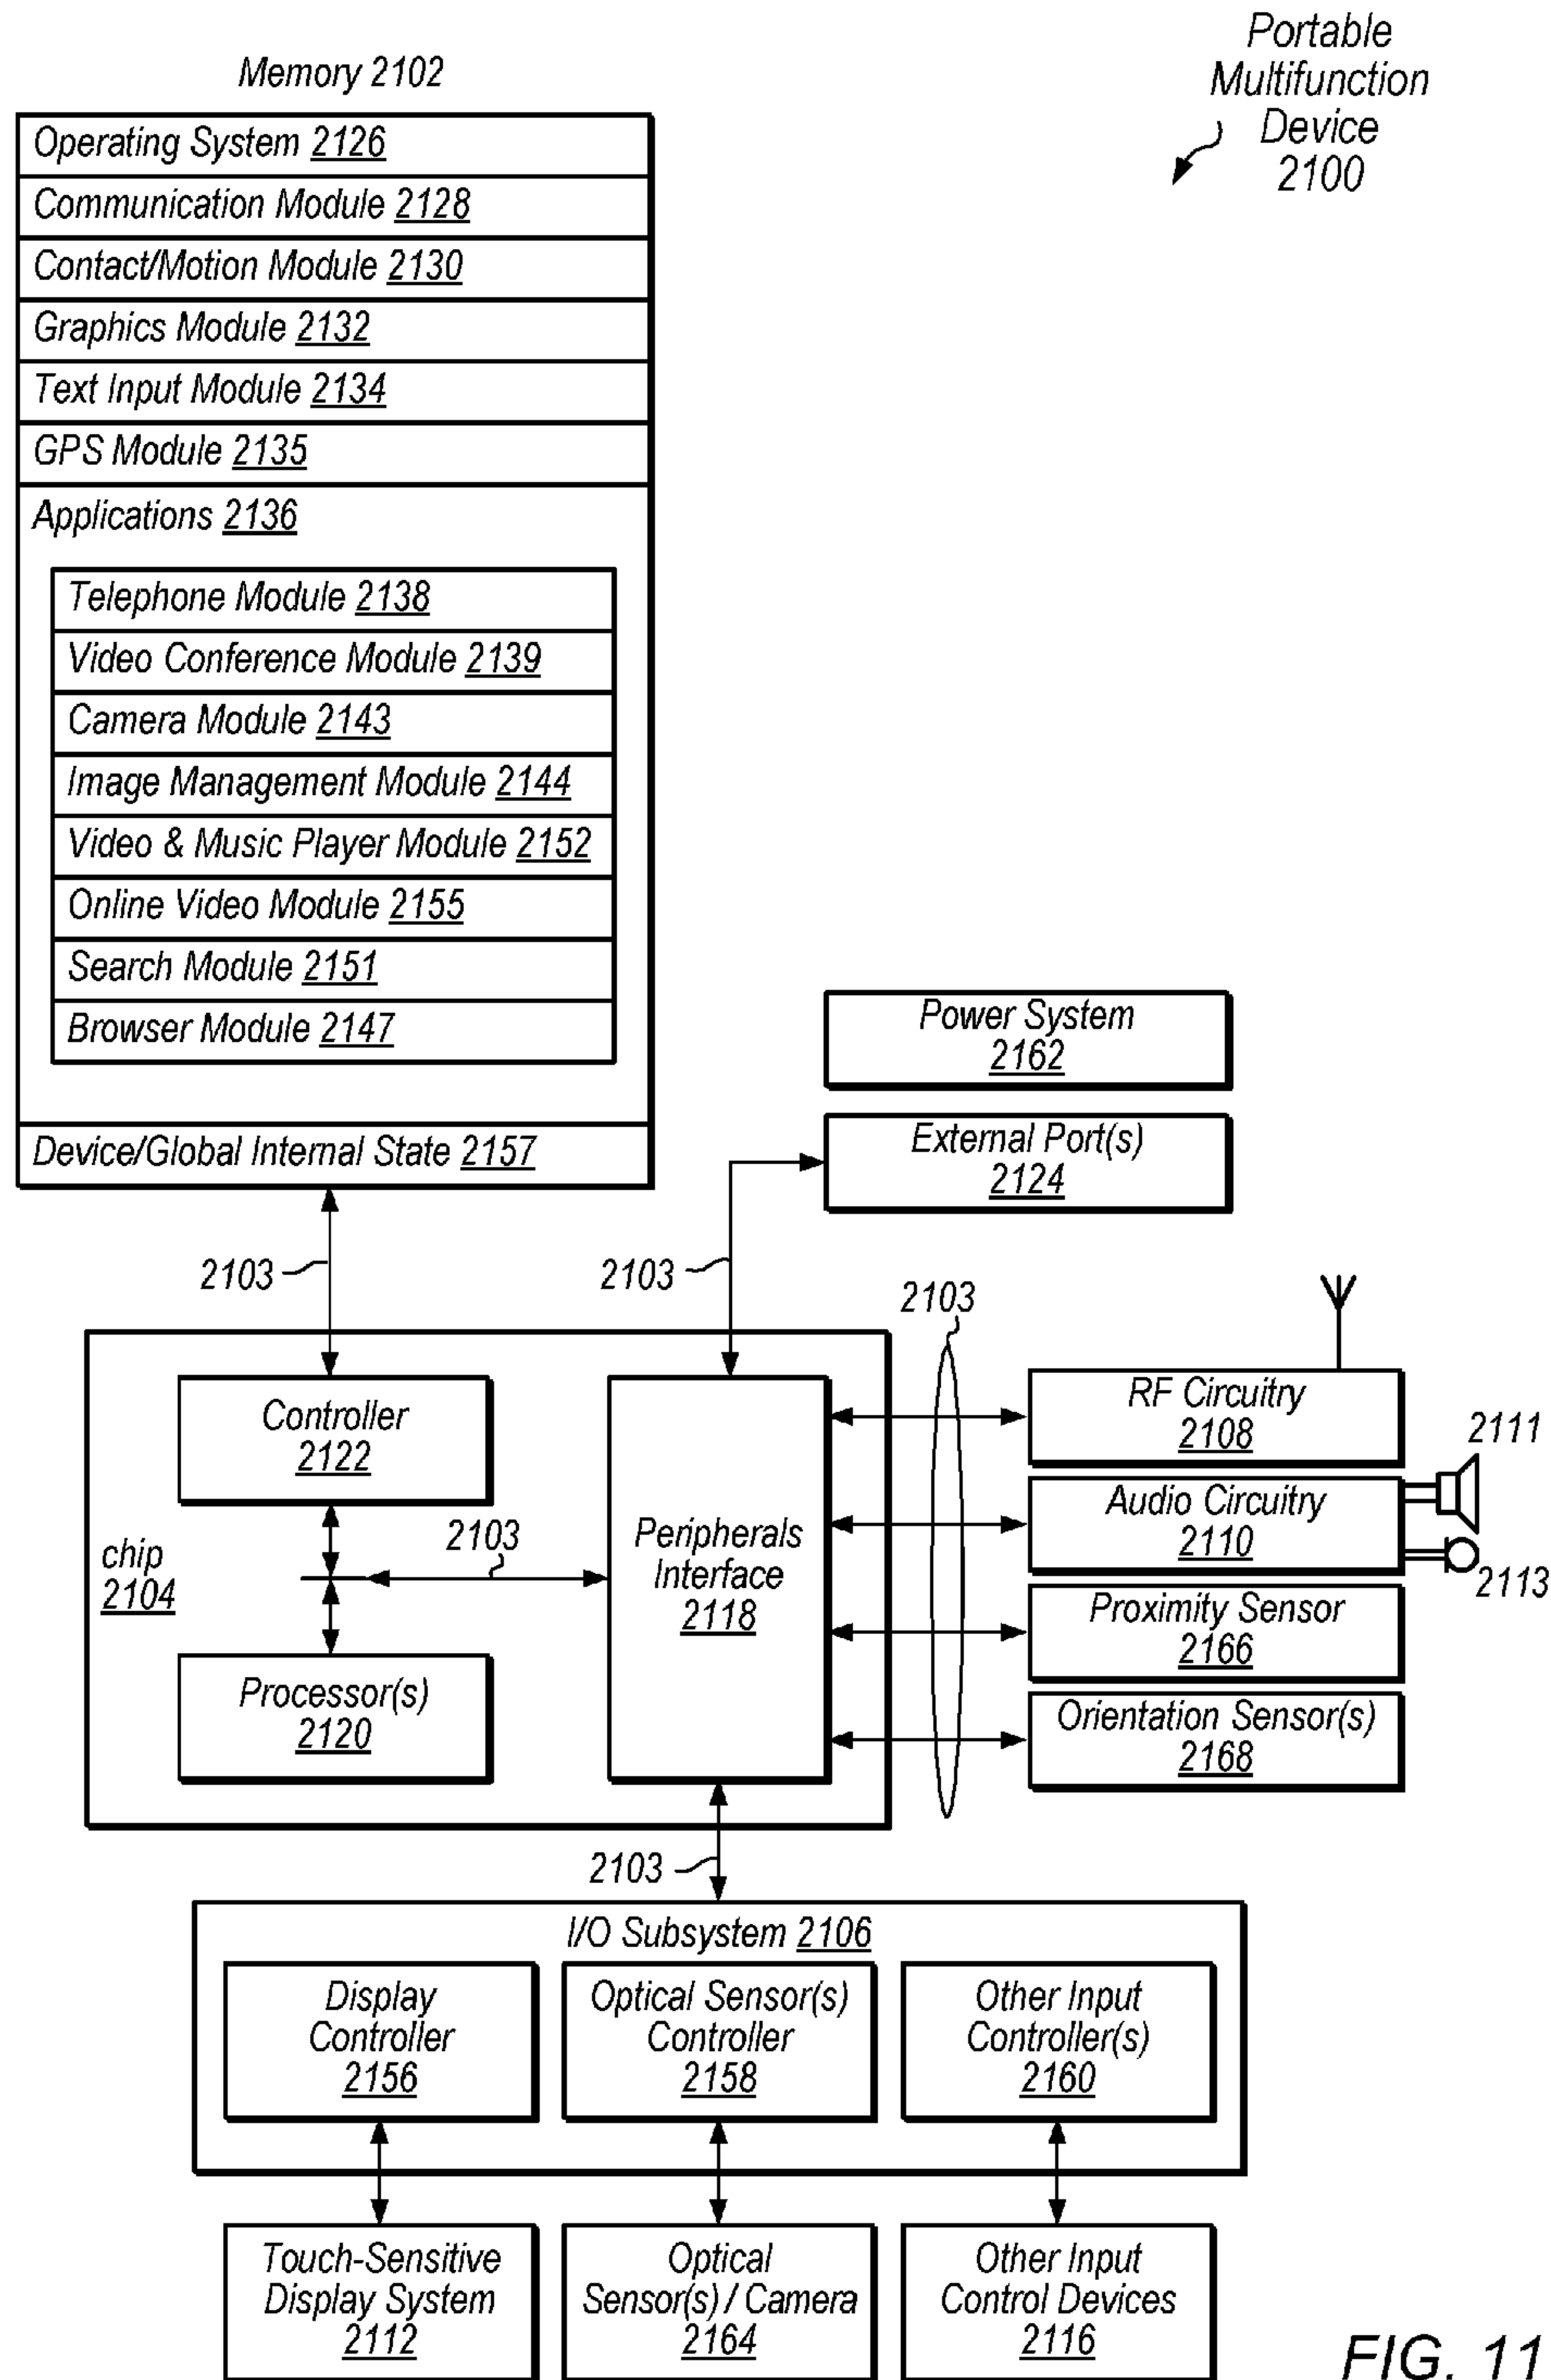 Portable
Multifunction
Device
2100
Memory 2102
Operating System 2126
Communication Module 2128
Contact/Motion Module 2130
Graphics Module 2132
Text Input Module 2134
GPS Module 2135
Applications 2136
Telephone Module 2138
Video Conference Module 2139
Camera Module 2143
Image Management Module 2144
Video & Music Player Module 2152
Online Video Module 2155
Search Module 2151
Browser Module 2147
Device/Global Internal State 2157
Power System
2162
External Port(s)
2124
2103
2103
2103
Controller
2122
2103
chip
2104
Processor(s)
2120
Peripherals
Interface
2118
RF Circuitry
2108
2111
Audio Circuitry
2110
2113
Proximity Sensor
2166
Orientation Sensor(s)
2168
2103
I/O Subsystem 2106
Display
Controller
2156
Optical Sensor(s)
Controller
2158
Other Input
Controller(s)
2160
Touch-Sensitive
Display System
2112
Optical
Sensor(s) / Camera
2164
Other Input
Control Devices
2116
FIG. 11